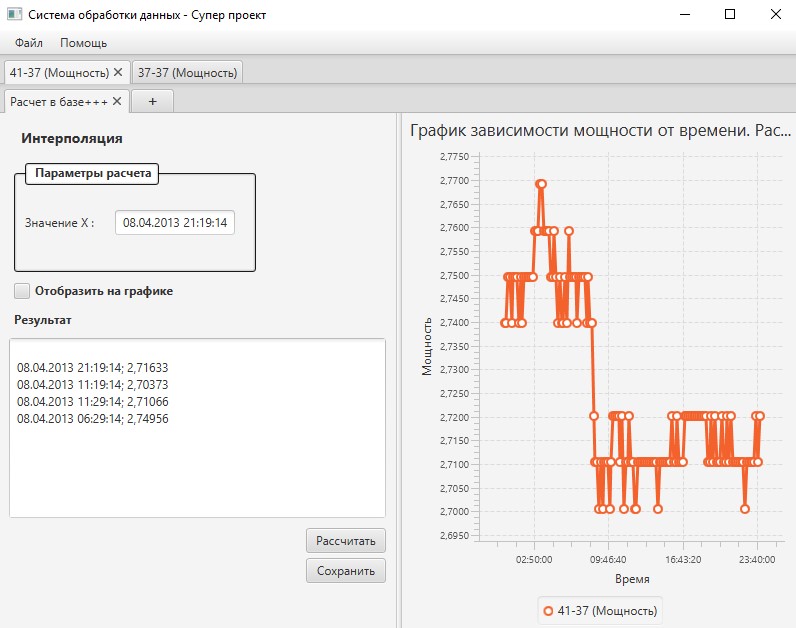 Система обработки данных - Супер проект
Файл Помощь
41-37 (Мощность) 37-37 (Мощность)
Расчет в базе+++ +
Интерполяция
Параметры расчета
Значение X : 08.04.2013 21:19:14
Отобразить на графике
Результат
08.04.2013 21:19:14; 2,71633
08.04.2013 11:19:14; 2,70373
08.04.2013 11:29:14; 2,71066
08.04.2013 06:29:14; 2,74956
Рассчитать
Сохранить
График зависимости мощности от времени. Рас...
2,7750
2,7700
2,7650
2,7600
2,7550
2,7500
2,7450
2,7400
2,7350
2,7300
2,7250
2,7200
2,7150
2,7100
2,7050
2,7000
2,6950
Мощность
02:50:00 09:46:40 16:43:20 23:40:00
Время
41-37 (Мощность)